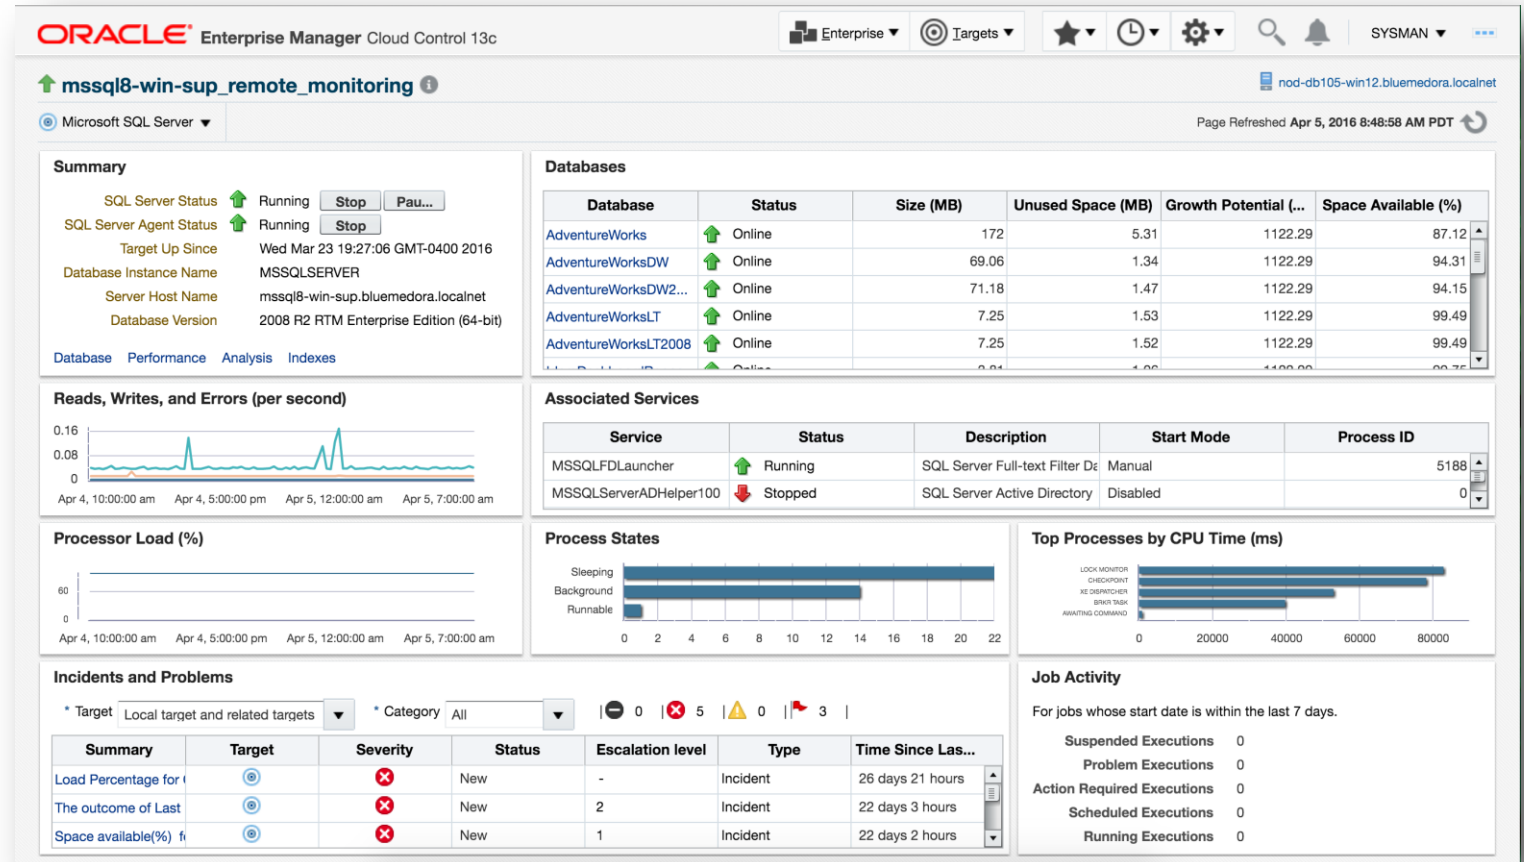 ORACLE Enterprise Manager Cloud Control 13c
Enterprise Targets SYSMAN
mssql8-win-sup_remote_monitoring
nod-db105-win12.bluemedora.localnet
Microsoft SQL Server
Page Refreshed Apr 5, 2016 8:48:58 AM PDT
Summary
SQL Server Status Running Stop Pau...
SQL Server Agent Status Running Stop
Target Up Since Wed Mar 23 19:27:06 GMT-0400 2016
Database Instance Name MSSQLSERVER
Server Host Name mssql8-win-sup.bluemedora.localnet
Database Version 2008 R2 RTM Enterprise Edition (64-bit)
Database Performance Analysis Indexes
Databases
Database Status Size (MB) Unused Space (MB) Growth Potential (... Space Available (%)
AdventureWorks Online 172 5.31 1122.29 87.12
AdventureWorksDW Online 69.06 1.34 1122.29 94.31
AdventureWorksDW2... Online 71.18 1.47 1122.29 94.15
AdventureWorksLT Online 7.25 1.53 1122.29 99.49
AdventureWorksLT2008 Online 7.25 1.52 1122.29 99.49
Reads, Writes, and Errors (per second)
0.16
0.08
0
Apr 4, 10:00:00 am Apr 4, 5:00:00 pm Apr 5, 12:00:00 am Apr 5, 7:00:00 am
Associated Services
Service Status Description Start Mode Process ID
MSSQLFDLauncher Running SQL Server Full-text Filter Da Manual 5188
MSSQLServerADHelper100 Stopped SQL Server Active Directory Disabled 0
Processor Load (%)
60
0
Apr 4, 10:00:00 am Apr 4, 5:00:00 pm Apr 5, 12:00:00 am Apr 5, 7:00:00 am
Process States
Sleeping
Background
Runnable
0 2 4 6 8 10 12 14 16 18 20 22
Top Processes by CPU Time (ms)
LOCK MONITOR
CHECKPOINT
XE DISPATCHER
BRKR TASK
AWAITING COMMAND
0 20000 40000 60000 80000
Incidents and Problems
* Target Local target and related targets * Category All | 0 | 5 | 0 | 3 |
Summary Target Severity Status Escalation level Type Time Since Las...
Load Percentage for New - Incident 26 days 21 hours
The outcome of Last New 2 Incident 22 days 3 hours
Space available(%) New 1 Incident 22 days 2 hours
Job Activity
For jobs whose start date is within the last 7 days.
Suspended Executions 0
Problem Executions 0
Action Required Executions 0
Scheduled Executions 0
Running Executions 0